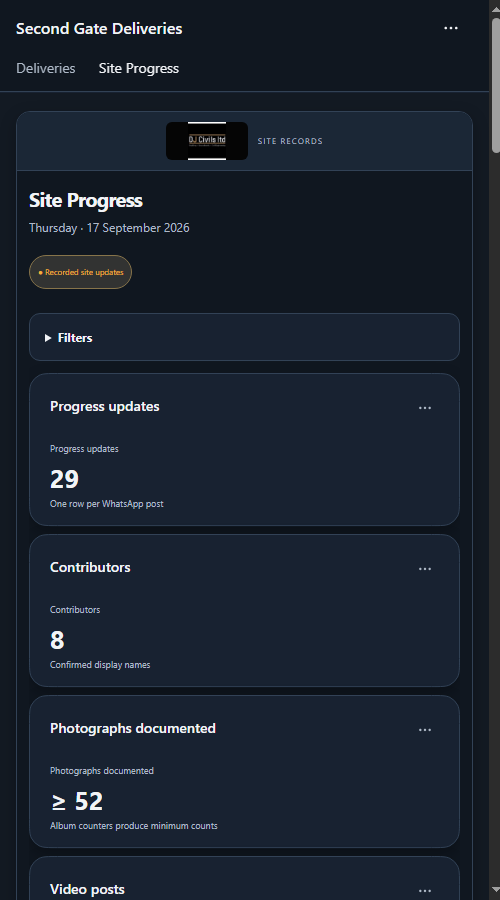 Second Gate Deliveries
...
Deliveries Site Progress
DJ Civils ltd
SITE RECORDS
Site Progress
Thursday · 17 September 2026
● Recorded site updates
▶ Filters
Progress updates
...
Progress updates
29
One row per WhatsApp post
Contributors
...
Contributors
8
Confirmed display names
Photographs documented
...
Photographs documented
≥ 52
Album counters produce minimum counts
Video posts
...